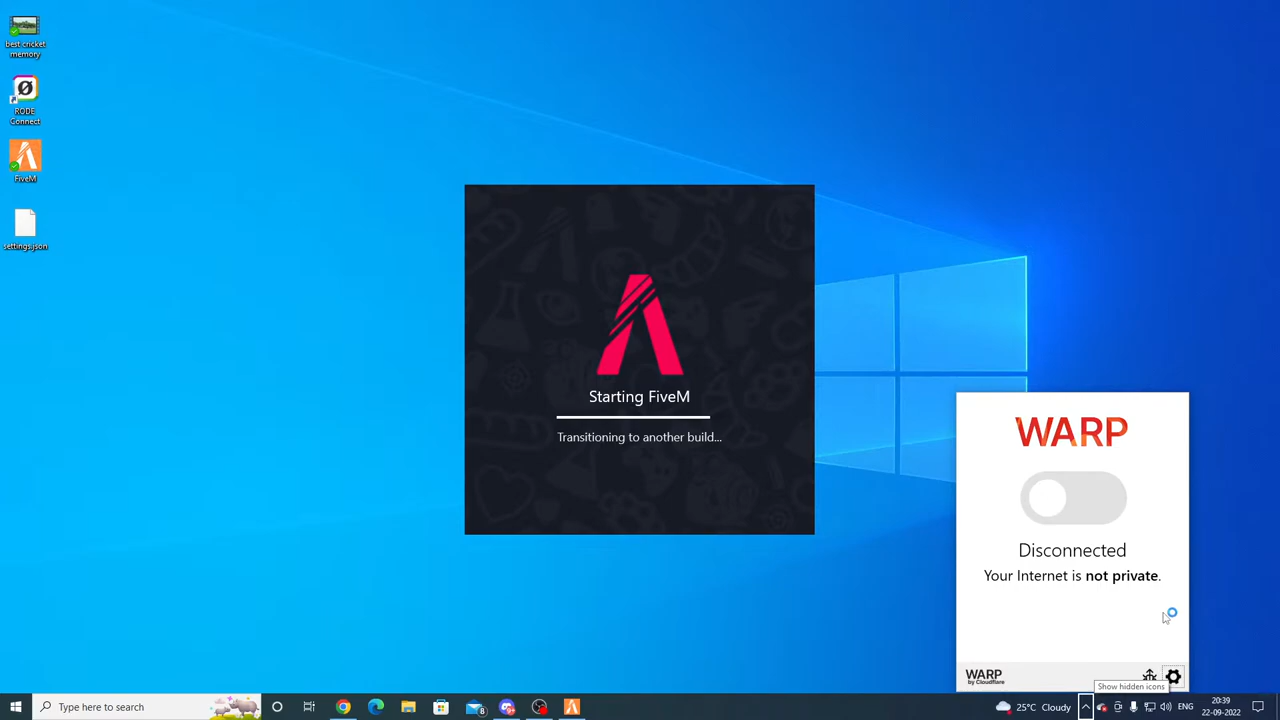 best cricket
memory
RODE
Connect
FiveM
settings.json
Starting FiveM
Transitioning to another build...
WARP
Disconnected
Your Internet is not private.
WARP
by Cloudflare
Show hidden icons
Type here to search
8
25°C Cloudy
ENG
20:39
22-09-2022